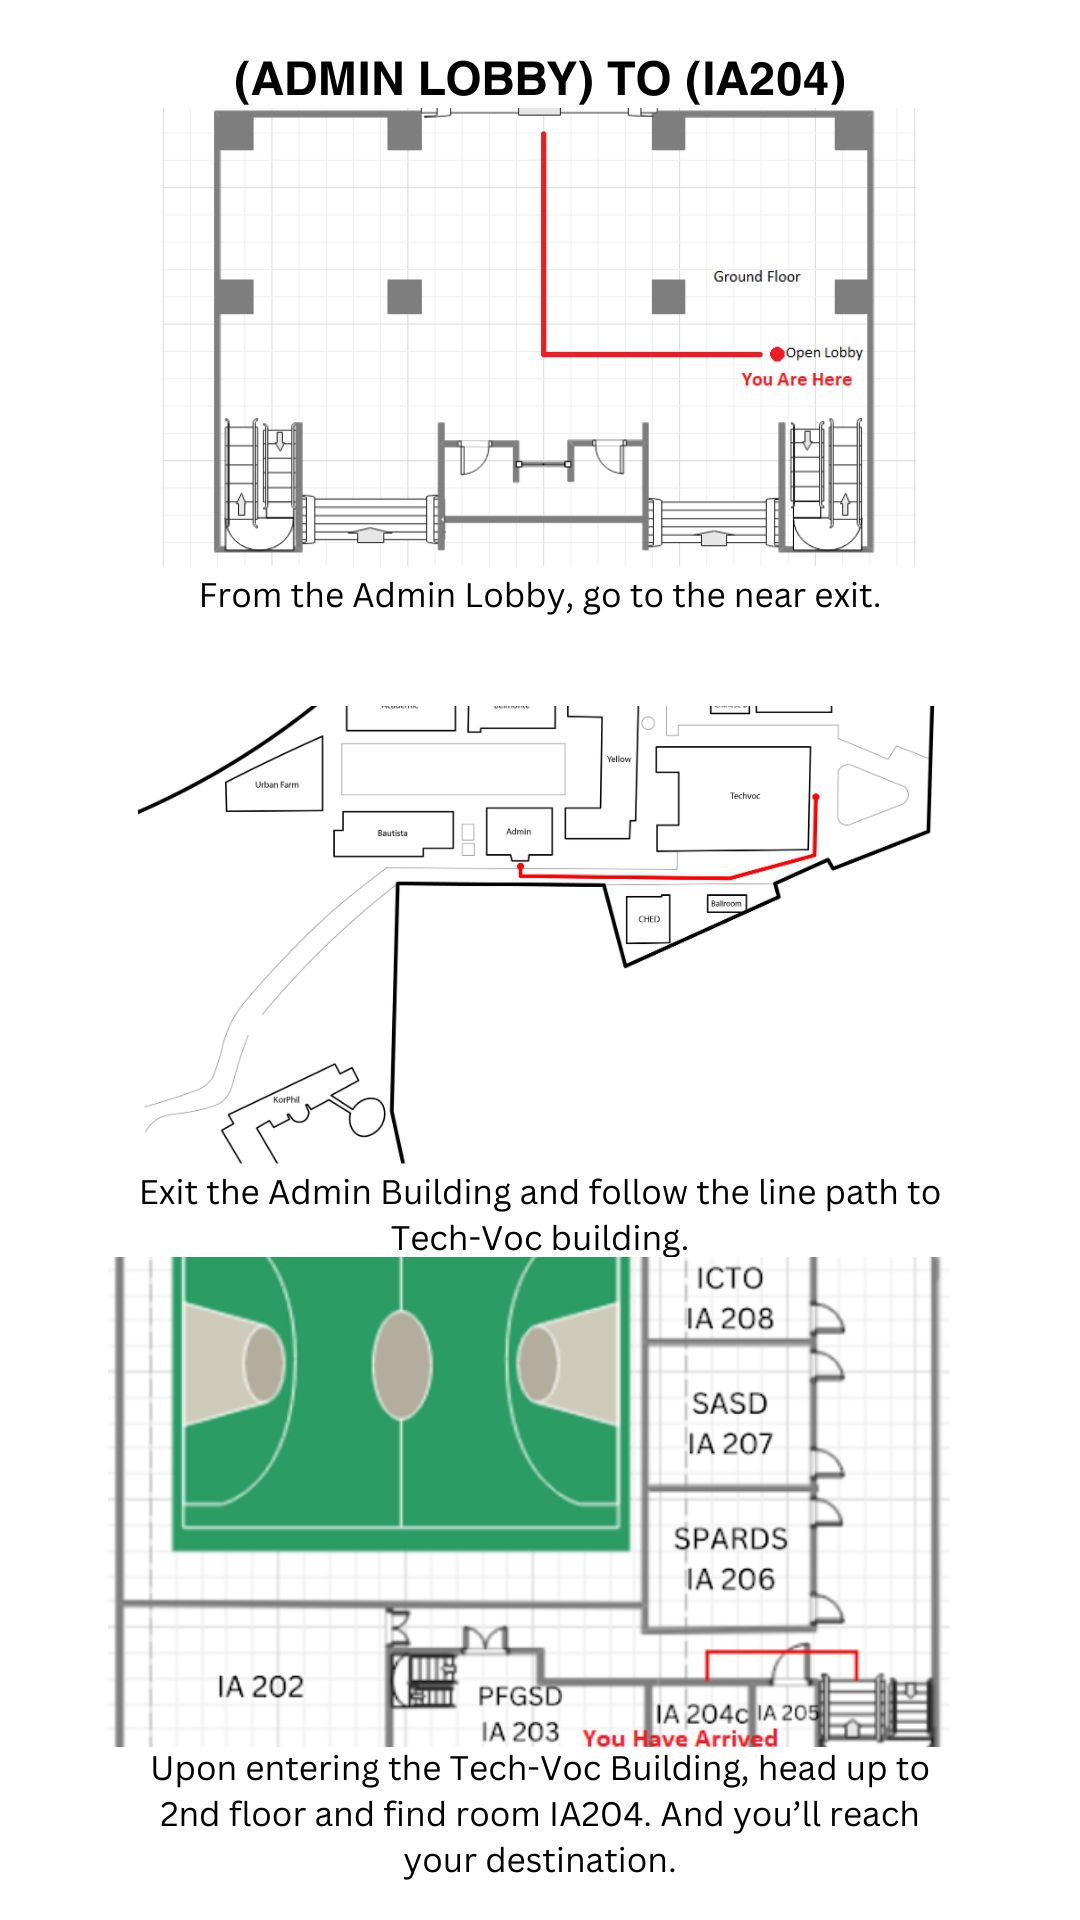 (ADMIN LOBBY) TO (IA204)
Ground Floor
Open Lobby
You Are Here
From the Admin Lobby, go to the near exit.
Urban Farm
Yellow
Techvoc
Bautista
Admin
CHED
Ballroom
KorPhil
Exit the Admin Building and follow the line path to
Tech-Voc building.
ICTO
IA 208
SASD
IA 207
SPARDS
IA 206
IA 202
PFGSD
IA 203
IA 204c
IA 205
You Have Arrived
Upon entering the Tech-Voc Building, head up to
2nd floor and find room IA204. And you’ll reach
your destination.